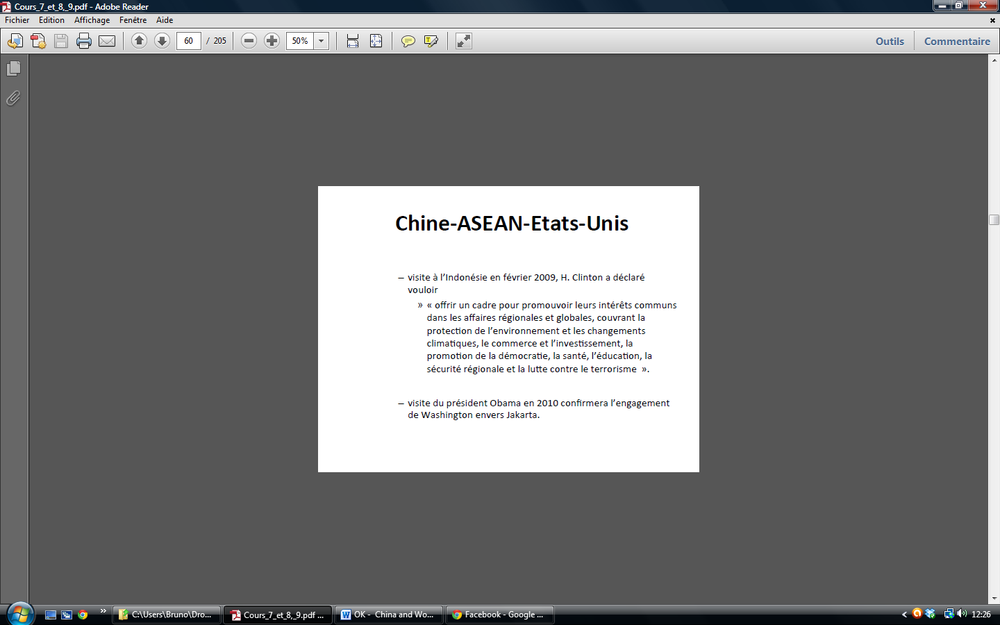 Cours_7_et_8,_9.pdf - Adobe Reader
Fichier Edition Affichage Fenêtre Aide
60 / 205 50% Outils Commentaire
Chine-ASEAN-Etats-Unis
– visite à l’Indonésie en février 2009, H. Clinton a déclaré
vouloir
» « offrir un cadre pour promouvoir leurs intérêts communs
dans les affaires régionales et globales, couvrant la
protection de l’environnement et les changements
climatiques, le commerce et l’investissement, la
promotion de la démocratie, la santé, l’éducation, la
sécurité régionale et la lutte contre le terrorisme ».
– visite du président Obama en 2010 confirmera l’engagement
de Washington envers Jakarta.
C:\Users\Bruno\Dro... Cours_7_et_8,_9.pdf ... OK - China and Wo... Facebook - Google ... 12:26